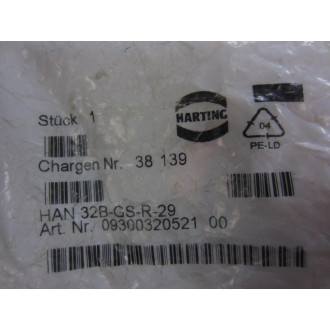 Stück 1
HARTING
04
PE-LD
Chargen Nr. 38 139
HAN 32B-GS-R-29
Art. Nr. 09300320521 00